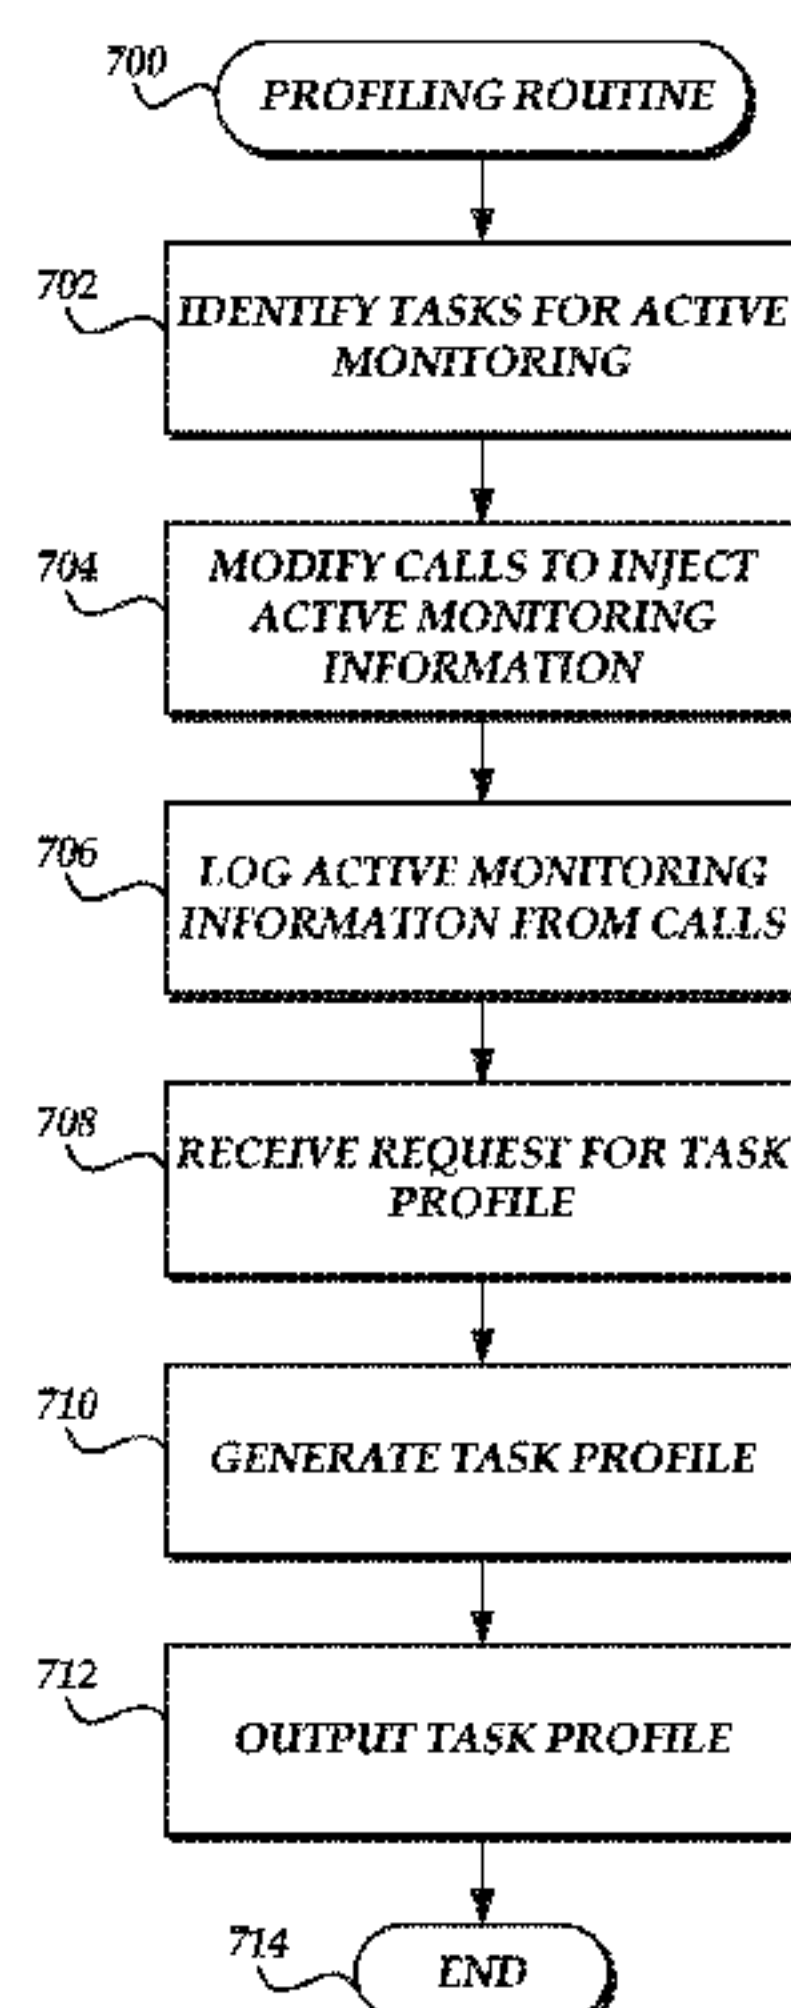 700
PROFILING ROUTINE
702
IDENTIFY TASKS FOR ACTIVE
MONITORING
704
MODIFY CALLS TO INJECT
ACTIVE MONITORING
INFORMATION
706
LOG ACTIVE MONITORING
INFORMATION FROM CALLS
708
RECEIVE REQUEST FOR TASK
PROFILE
710
GENERATE TASK PROFILE
712
OUTPUT TASK PROFILE
714
END